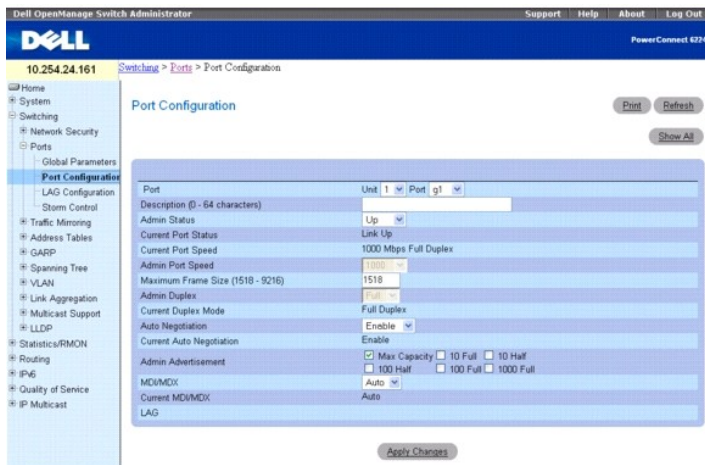 Dell OpenManage Switch Administrator
Support Help About Log Out
DELL
PowerConnect 6224
10.254.24.161
Switching > Ports > Port Configuration
Home
System
Switching
Network Security
Ports
Global Parameters
Port Configuration
LAG Configuration
Storm Control
Traffic Mirroring
Address Tables
GARP
Spanning Tree
VLAN
Link Aggregation
Multicast Support
LLDP
Statistics/RMON
Routing
IPv6
Quality of Service
IP Multicast
Port Configuration
Print Refresh
Show All
Port Unit 1 Port g1
Description (0 - 64 characters)
Admin Status Up
Current Port Status Link Up
Current Port Speed 1000 Mbps Full Duplex
Admin Port Speed 1000
Maximum Frame Size (1518 - 9216) 1518
Admin Duplex Full
Current Duplex Mode Full Duplex
Auto Negotiation Enable
Current Auto Negotiation Enable
Admin Advertisement Max Capacity 10 Full 10 Half
100 Half 100 Full 1000 Full
MDI/MDX Auto
Current MDI/MDX Auto
LAG
Apply Changes